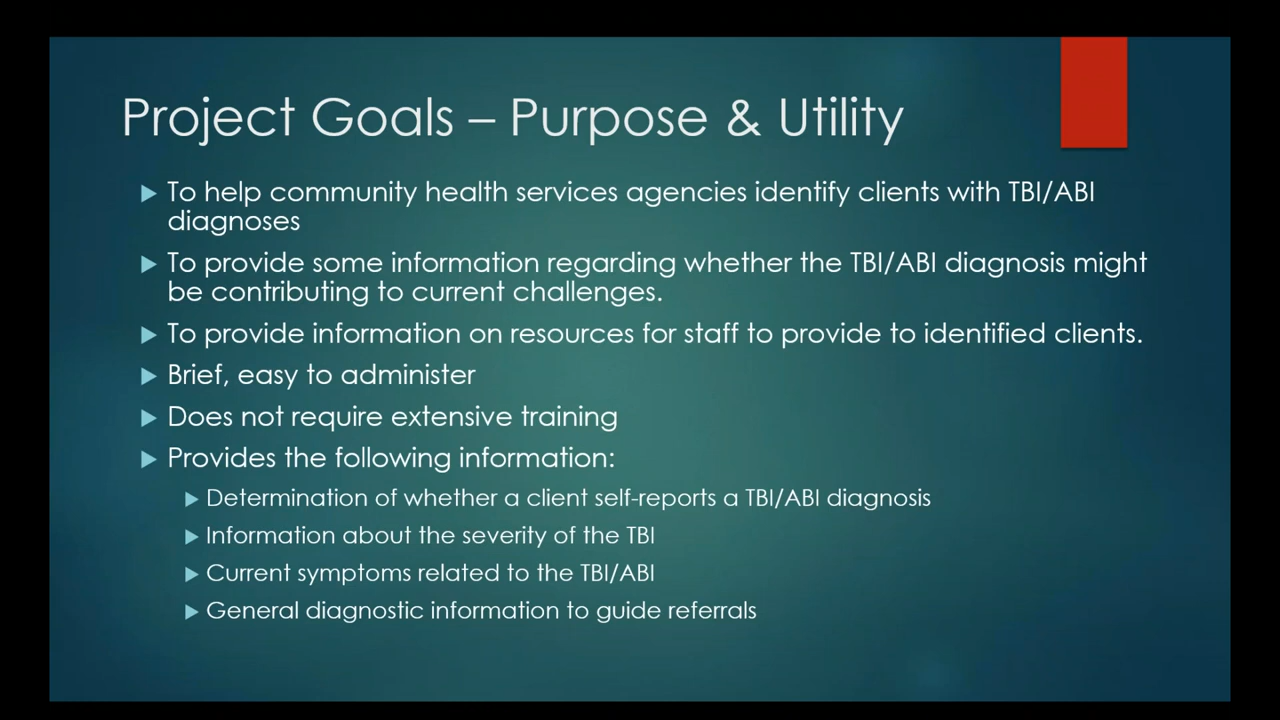 Project Goals – Purpose & Utility
To help community health services agencies identify clients with TBI/ABI
diagnoses
To provide some information regarding whether the TBI/ABI diagnosis might
be contributing to current challenges.
To provide information on resources for staff to provide to identified clients.
Brief, easy to administer
Does not require extensive training
Provides the following information:
Determination of whether a client self-reports a TBI/ABI diagnosis
Information about the severity of the TBI
Current symptoms related to the TBI/ABI
General diagnostic information to guide referrals